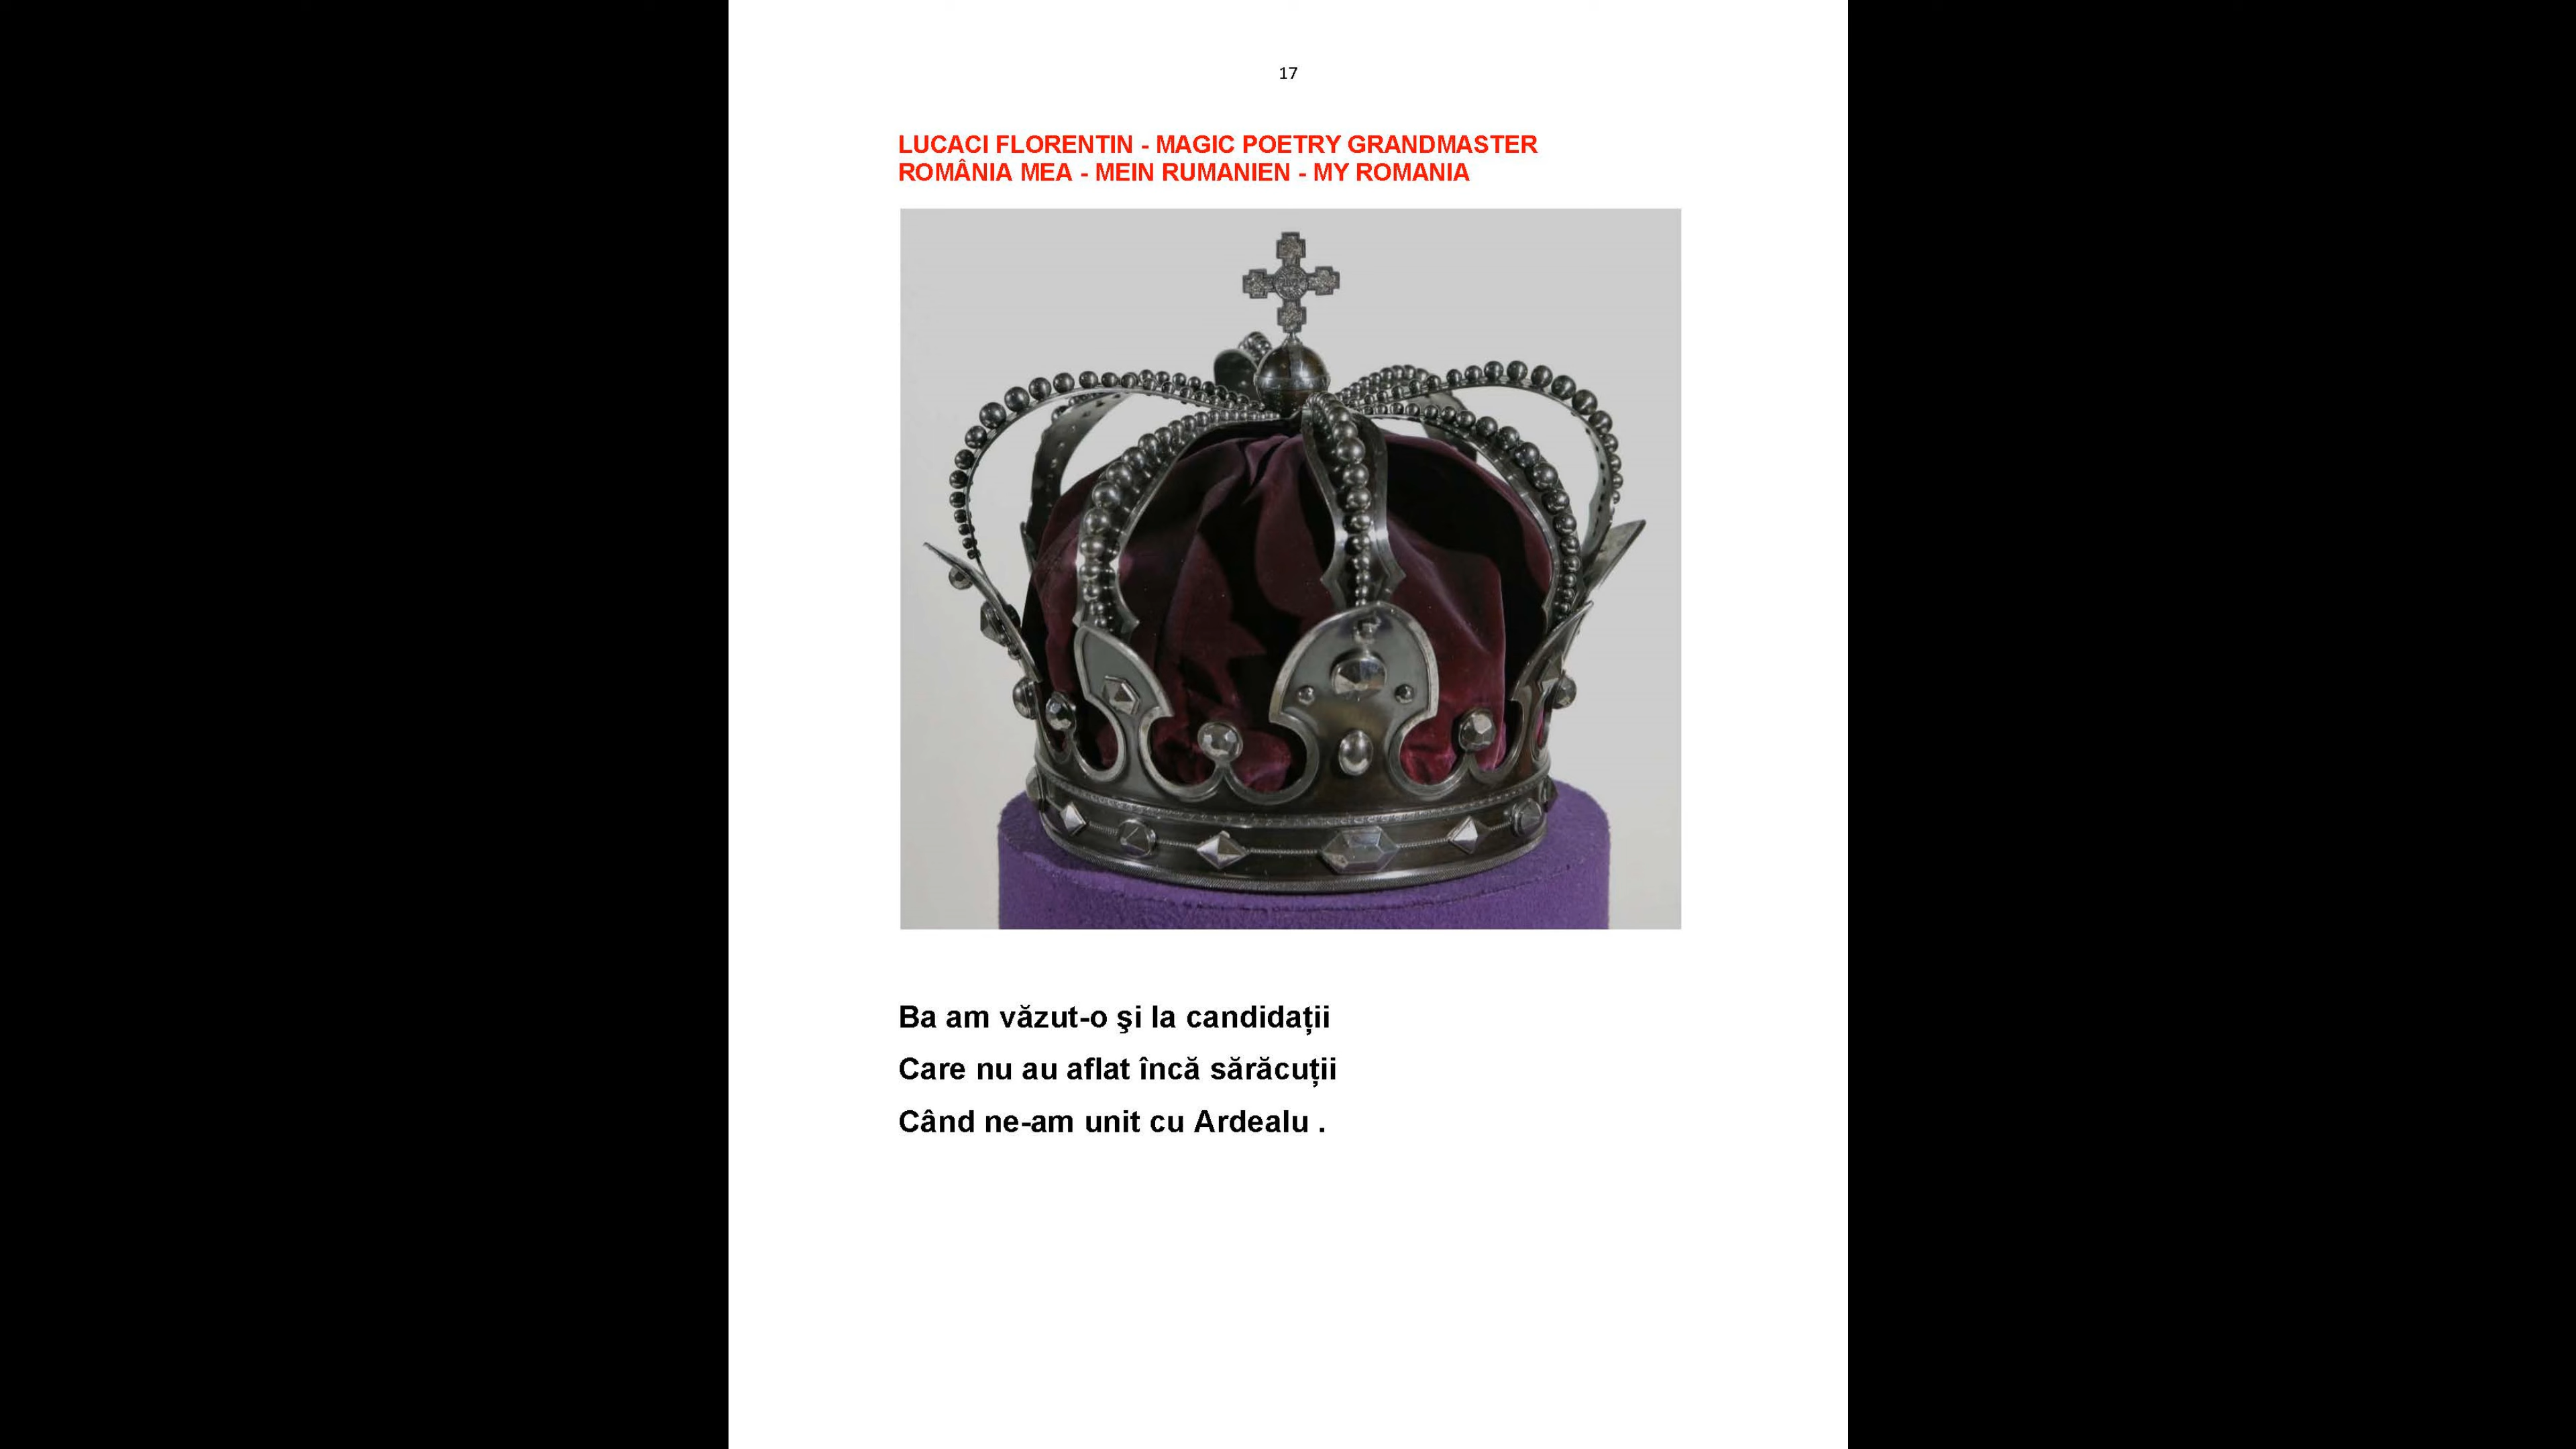 17
LUCACI FLORENTIN - MAGIC POETRY GRANDMASTER
ROMÂNIA MEA - MEIN RUMANIEN - MY ROMANIA
Ba am văzut-o şi la candidații
Care nu au aflat încă sărăcuții
Când ne-am unit cu Ardealu .